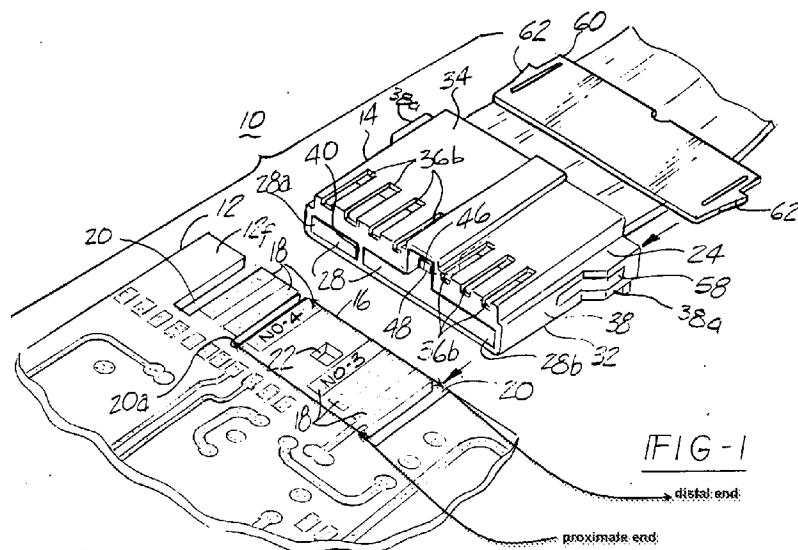 62
60
38a
34
14
10
40
36b
28a
12
12f
46
20
18
28
24
16
48
58
NO-4
38
38a
36b
32
22
NO-3
28b
20a
20
18
FIG-1
distal end
proximate end
62